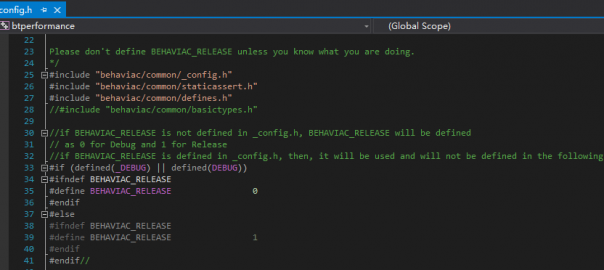 config.h
btperformance
(Global Scope)
22
23 Please don't define BEHAVIAC_RELEASE unless you know what you are doing.
24 */
25 #include "behaviac/common/_config.h"
26 #include "behaviac/common/staticassert.h"
27 #include "behaviac/common/defines.h"
28 //#include "behaviac/common/basictypes.h"
29
30 //if BEHAVIAC_RELEASE is not defined in _config.h, BEHAVIAC_RELEASE will be defined
31 // as 0 for Debug and 1 for Release
32 //if BEHAVIAC_RELEASE is defined in _config.h, then, it will be used and will not be defined in the following
33 #if (defined(_DEBUG) || defined(DEBUG))
34 #ifndef BEHAVIAC_RELEASE
35 #define BEHAVIAC_RELEASE 0
36 #endif
37 #else
38 #ifndef BEHAVIAC_RELEASE
39 #define BEHAVIAC_RELEASE 1
40 #endif
41 #endif//